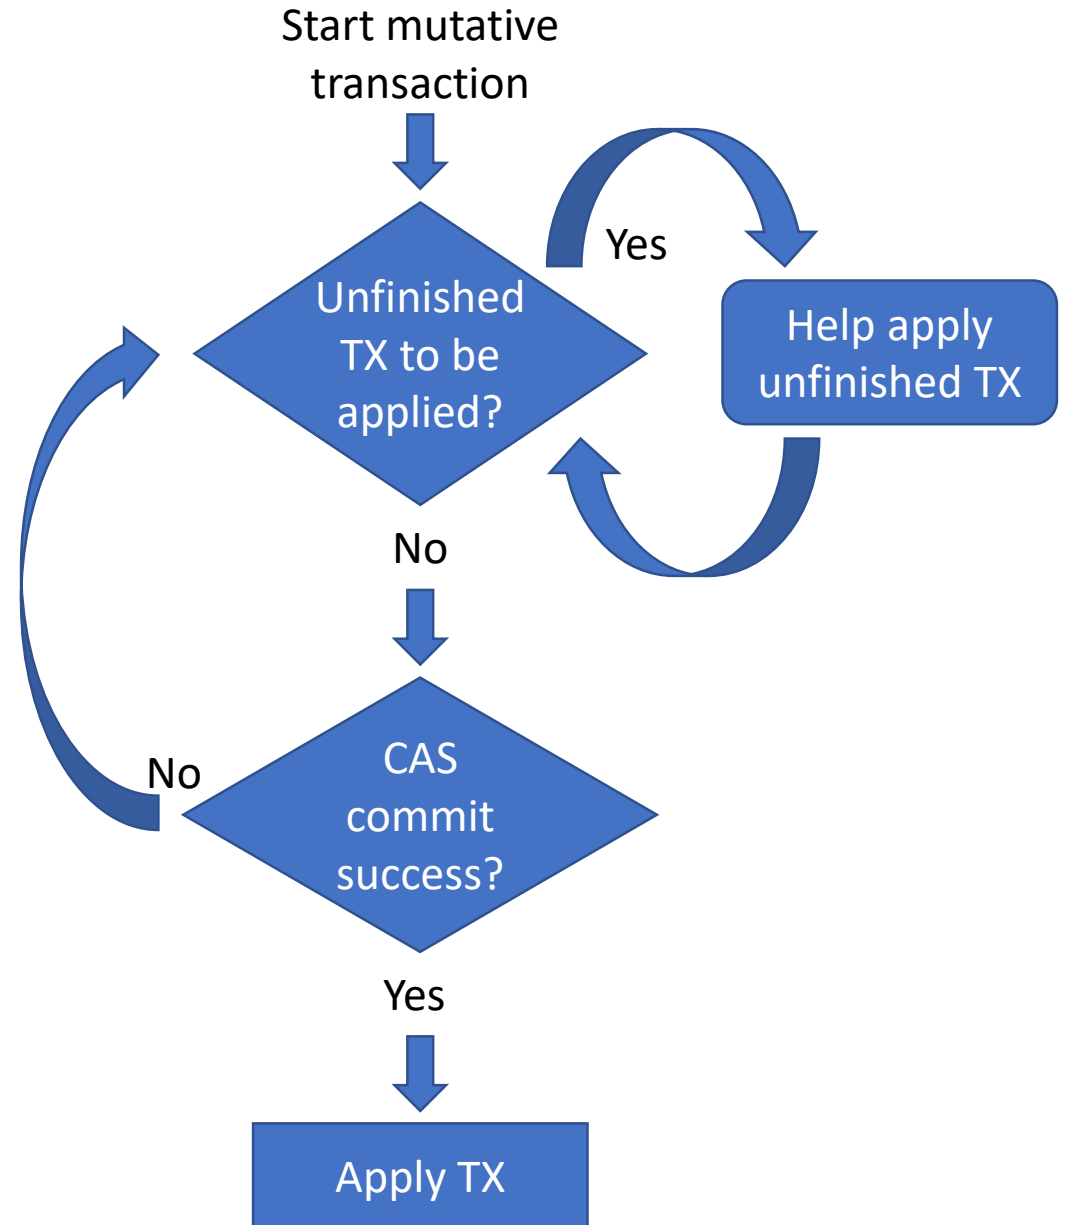 Start mutative
transaction
Yes
Unfinished
TX to be
applied?
Help apply
unfinished TX
No
No
CAS
commit
success?
Yes
Apply TX